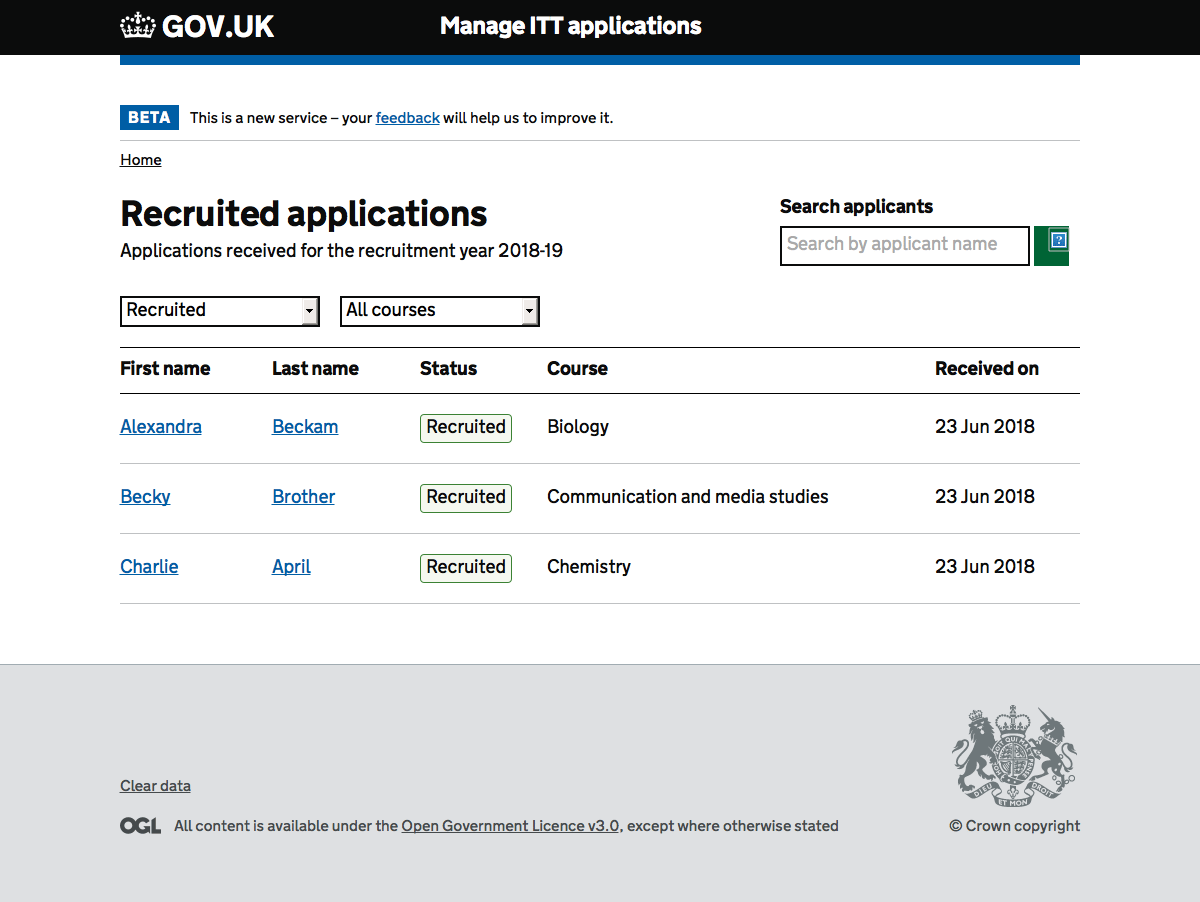 GOV.UK
Manage ITT applications
BETA This is a new service – your feedback will help us to improve it.
Home
Recruited applications
Applications received for the recruitment year 2018-19
Search applicants
Search by applicant name
?
Recruited All courses
First name Last name Status Course Received on
Alexandra Beckam Recruited Biology 23 Jun 2018
Becky Brother Recruited Communication and media studies 23 Jun 2018
Charlie April Recruited Chemistry 23 Jun 2018
DIEU ET MON DROIT
Clear data
OGL All content is available under the Open Government Licence v3.0, except where otherwise stated
© Crown copyright